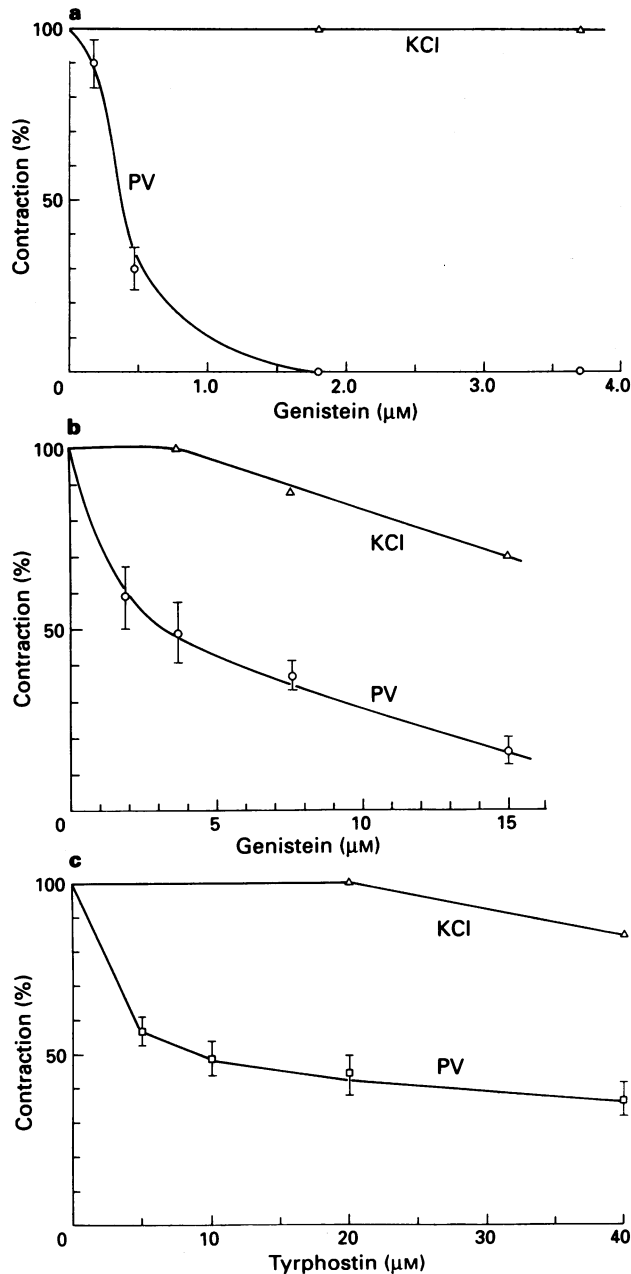 a
100
KCl
PV
50
Contraction (%)
0 1.0 2.0 3.0 4.0
Genistein (μM)
b
100
KCl
50
PV
Contraction (%)
0 5 10 15
Genistein (μM)
c
100
KCl
50
PV
Contraction (%)
0 10 20 30 40
Tyrphostin (μM)